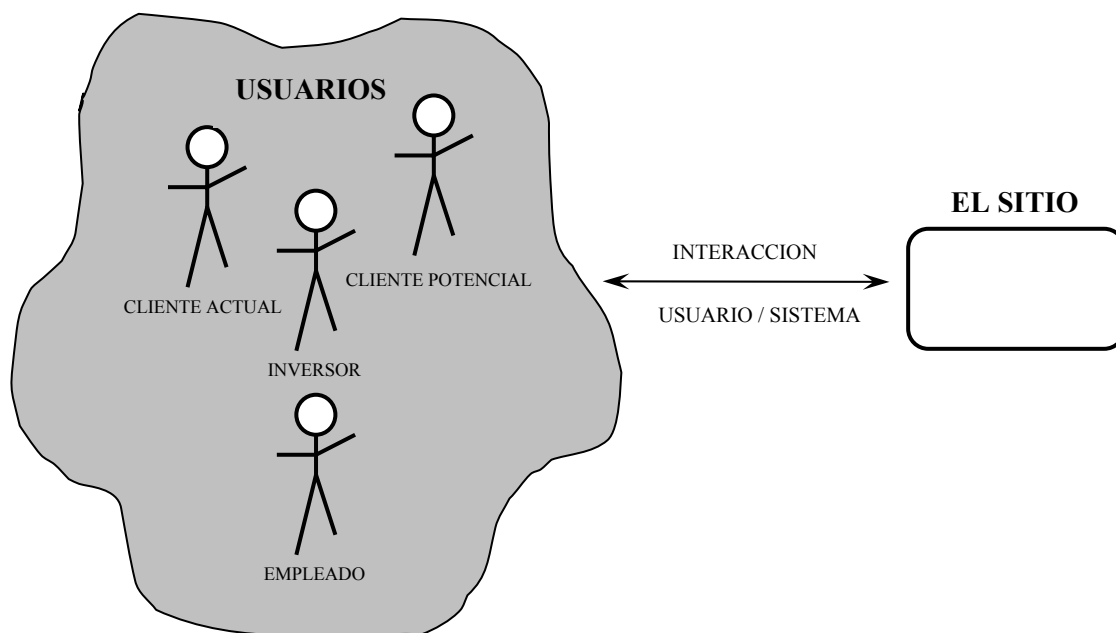 USUARIOS
CLIENTE ACTUAL
CLIENTE POTENCIAL
INVERSOR
EMPLEADO
INTERACCION
USUARIO / SISTEMA
EL SITIO